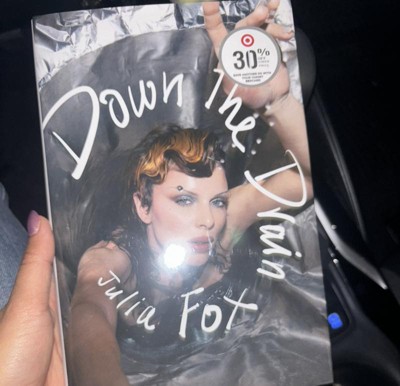 Down The Drain
30%
Julia Fox